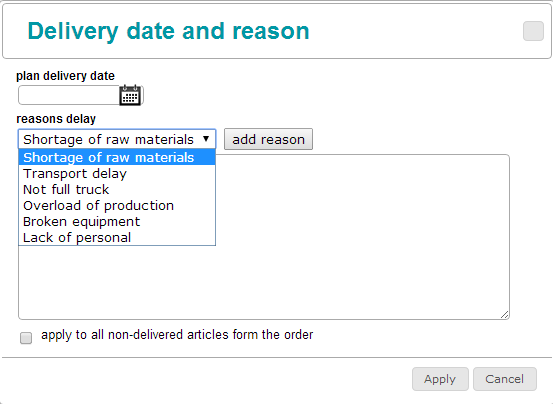 Delivery date and reason
plan delivery date
reasons delay
Shortage of raw materials add reason
Shortage of raw materials
Transport delay
Not full truck
Overload of production
Broken equipment
Lack of personal
apply to all non-delivered articles form the order
Apply Cancel